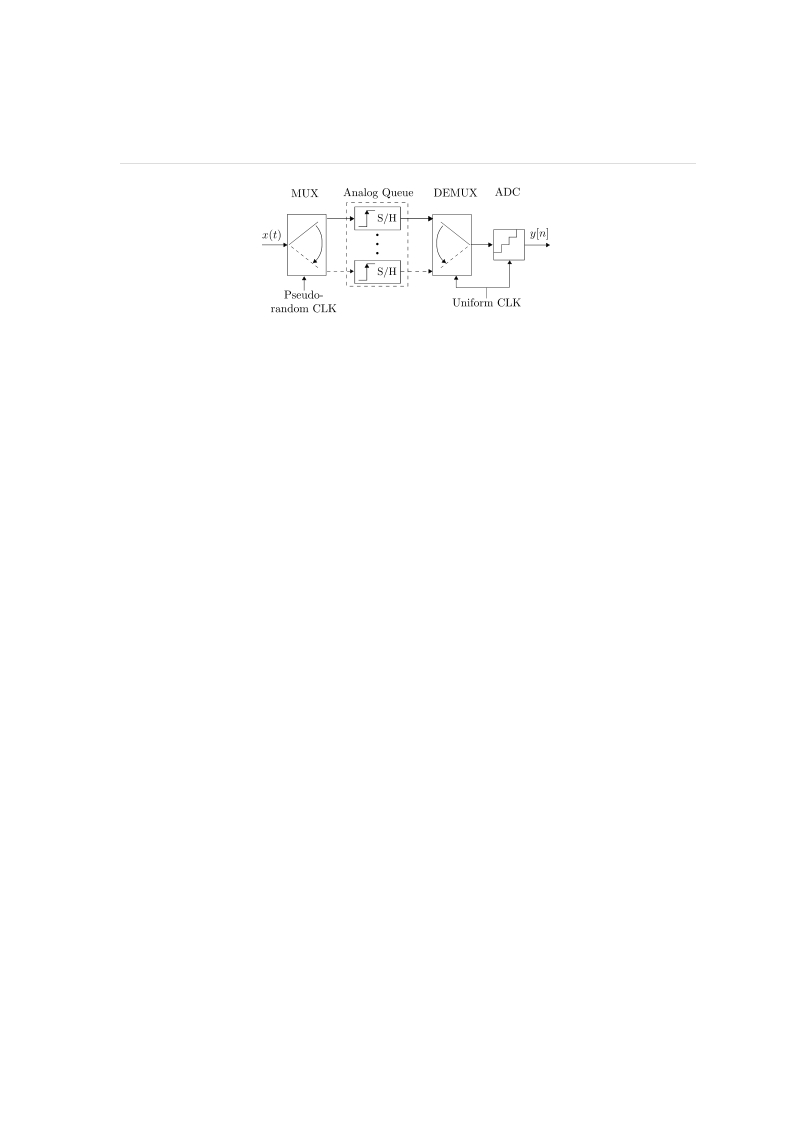 MUX
Analog Queue
DEMUX
ADC
x(t)
S/H
S/H
y[n]
Pseudo-
random CLK
Uniform CLK